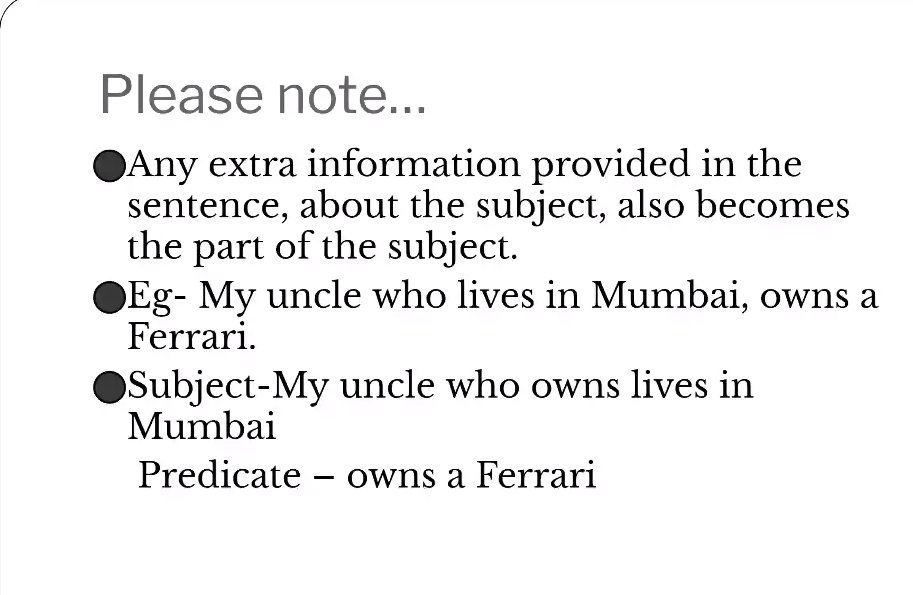 Please note...
●Any extra information provided in the
sentence, about the subject, also becomes
the part of the subject.
●Eg- My uncle who lives in Mumbai, owns a
Ferrari.
●Subject-My uncle who owns lives in
Mumbai
Predicate – owns a Ferrari